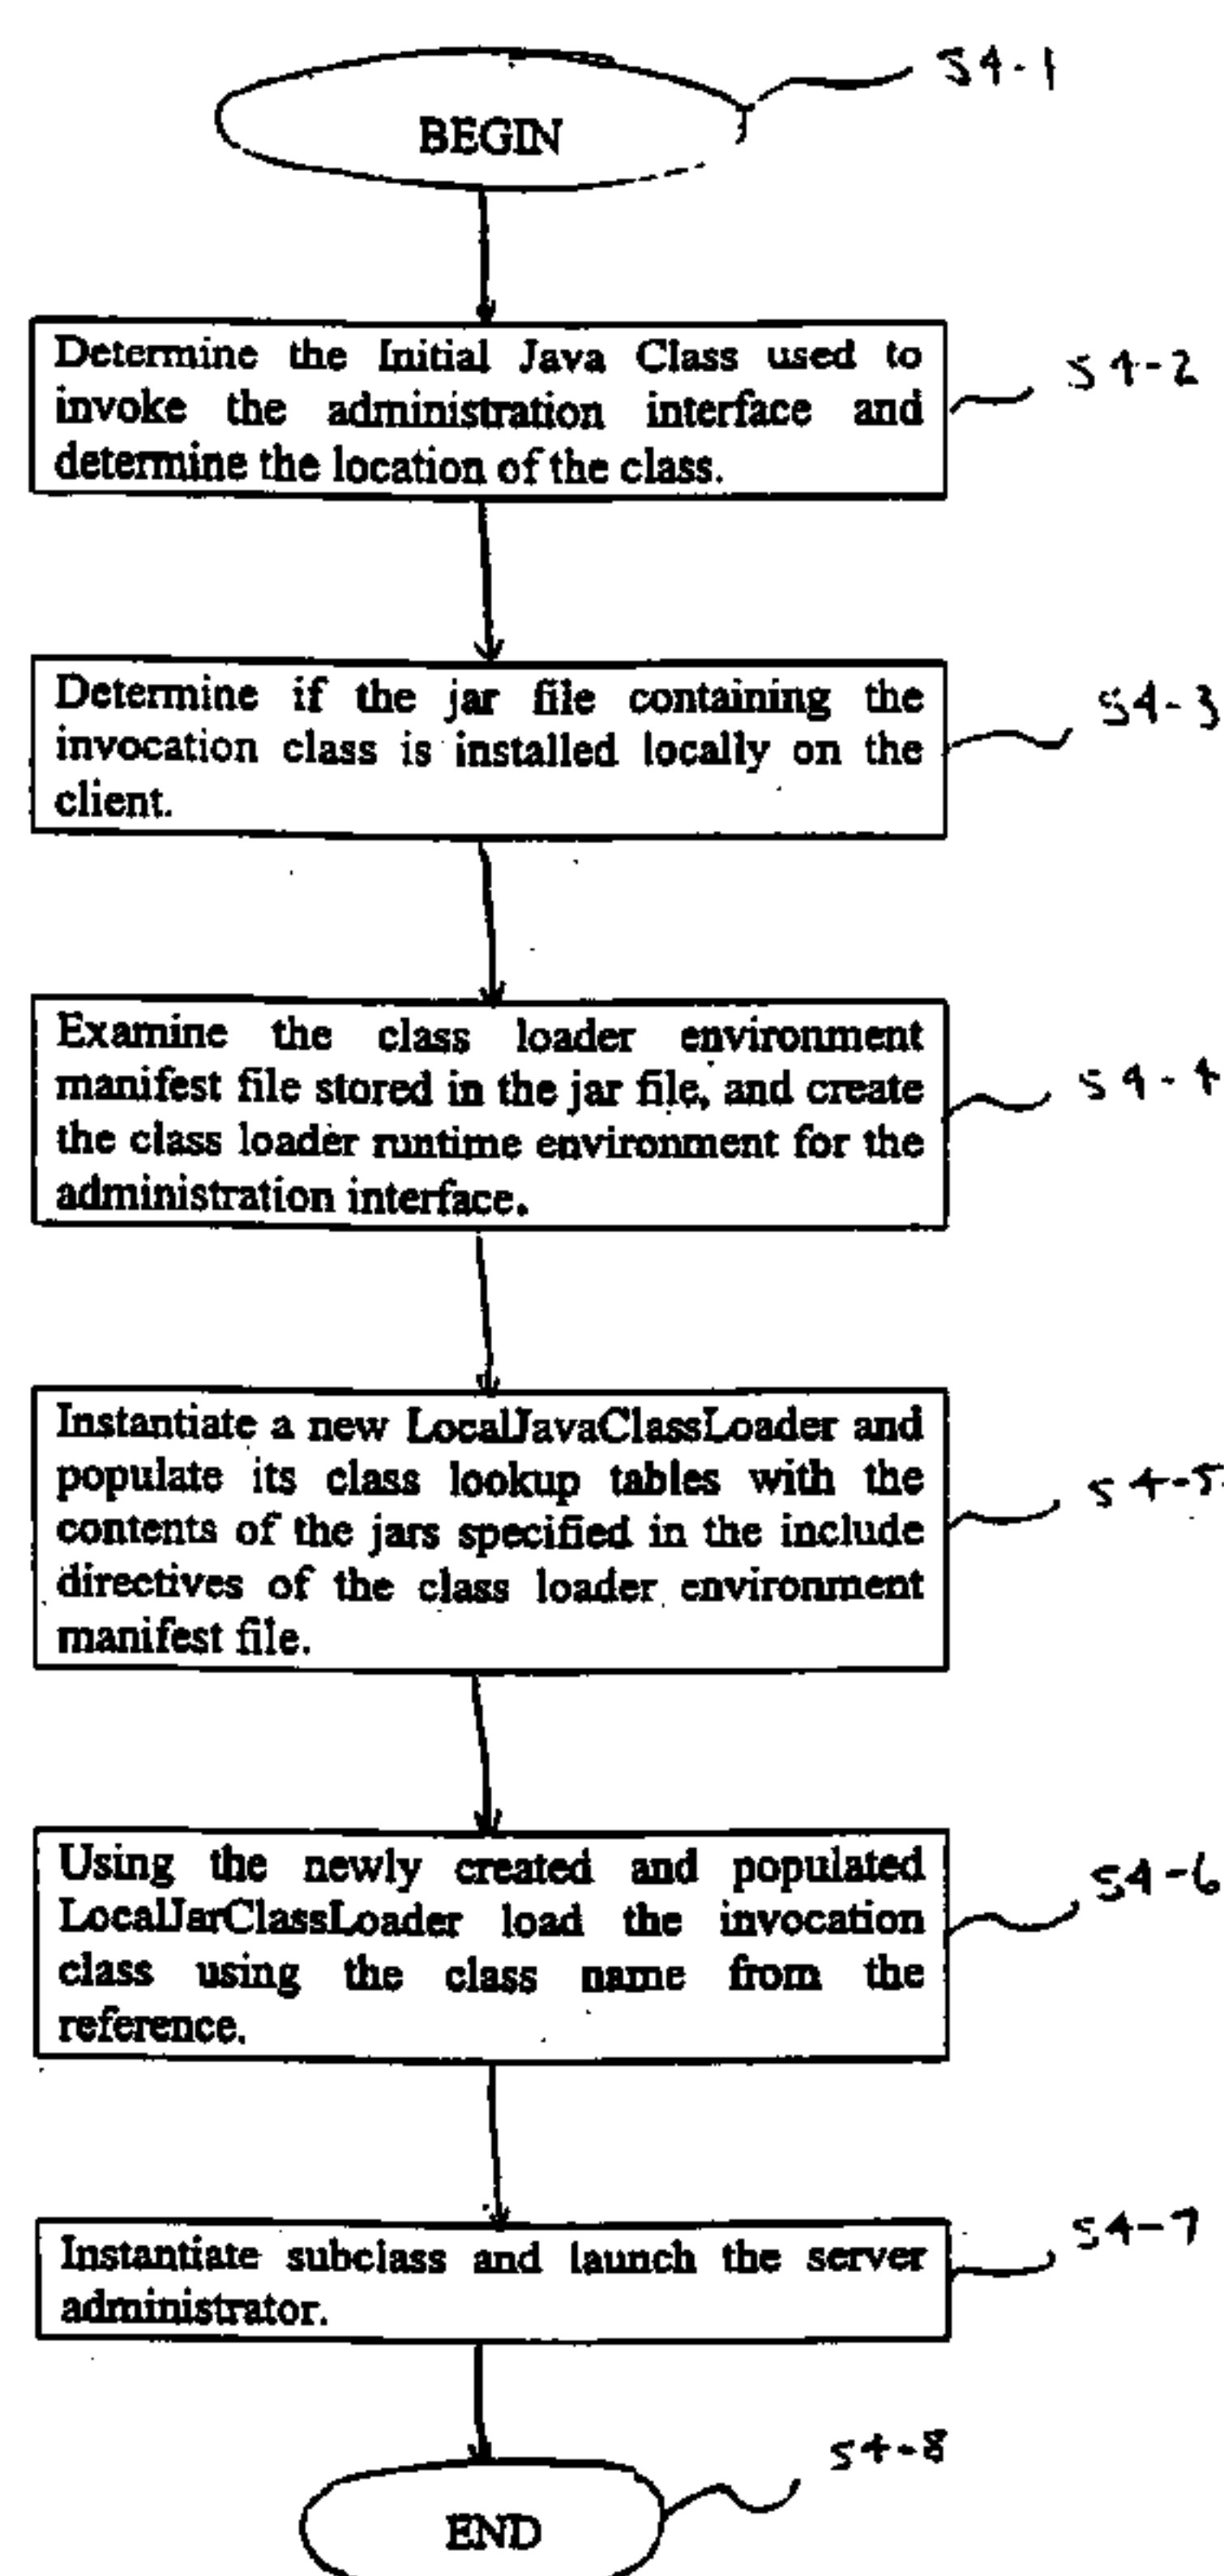 S4-1
BEGIN
Determine the Initial Java Class used to
invoke the administration interface and
determine the location of the class.
S4-2
Determine if the jar file containing the
invocation class is installed locally on the
client.
S4-3
Examine the class loader environment
manifest file stored in the jar file, and create
the class loader runtime environment for the
administration interface.
S4-4
Instantiate a new LocalJavaClassLoader and
populate its class lookup tables with the
contents of the jars specified in the include
directives of the class loader environment
manifest file.
S4-5
Using the newly created and populated
LocalJarClassLoader load the invocation
class using the class name from the
reference.
S4-6
Instantiate subclass and launch the server
administrator.
S4-7
S4-8
END